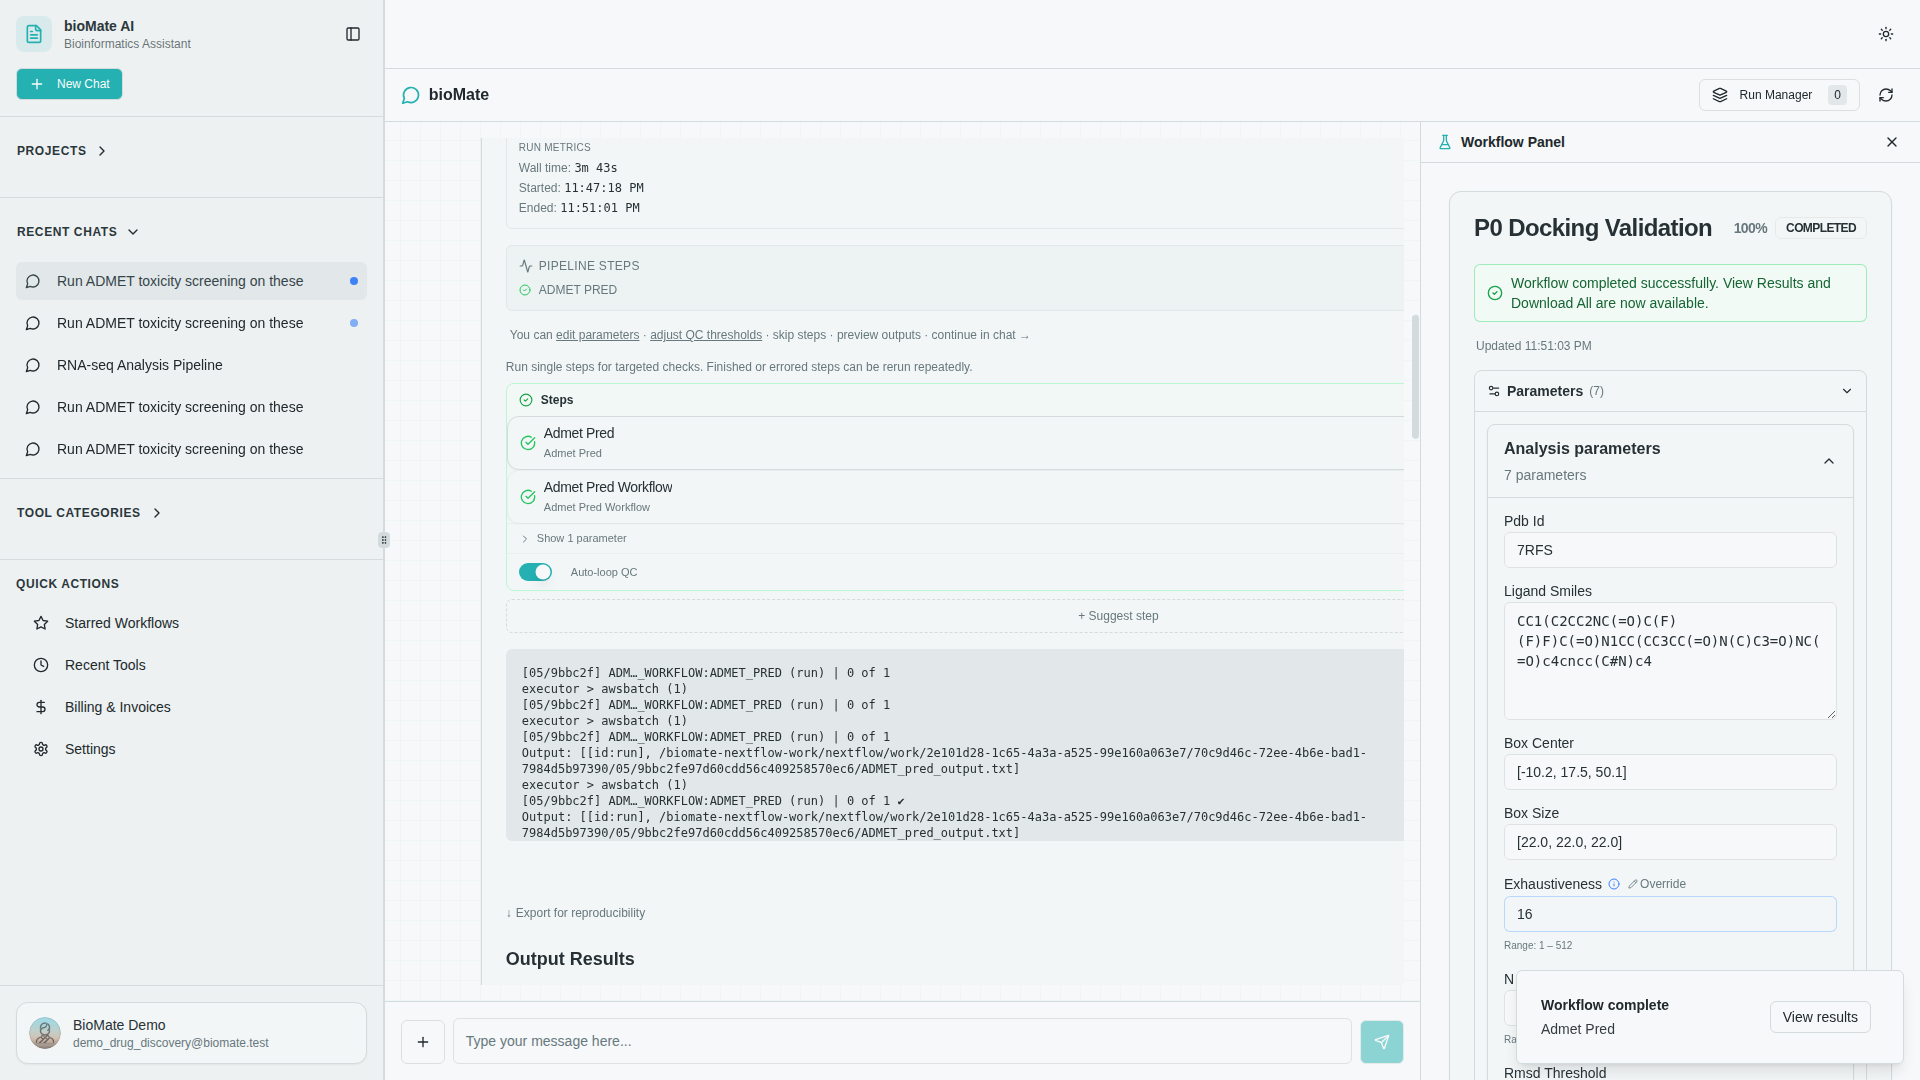 bioMate AI
Bioinformatics Assistant
New Chat
PROJECTS
RECENT CHATS
Run ADMET toxicity screening on these
Run ADMET toxicity screening on these
RNA-seq Analysis Pipeline
Run ADMET toxicity screening on these
Run ADMET toxicity screening on these
TOOL CATEGORIES
QUICK ACTIONS
Starred Workflows
Recent Tools
Billing & Invoices
Settings
BioMate Demo
demo_drug_discovery@biomate.test
bioMate
Run Manager 0
RUN METRICS
Wall time: 3m 43s
Started: 11:47:18 PM
Ended: 11:51:01 PM
PIPELINE STEPS
ADMET PRED
You can edit parameters · adjust QC thresholds · skip steps · preview outputs · continue in chat →
Run single steps for targeted checks. Finished or errored steps can be rerun repeatedly.
Steps
Admet Pred
Admet Pred
Admet Pred Workflow
Admet Pred Workflow
Show 1 parameter
Auto-loop QC
+ Suggest step
[05/9bbc2f] ADM…_WORKFLOW:ADMET_PRED (run) | 0 of 1
executor > awsbatch (1)
[05/9bbc2f] ADM…_WORKFLOW:ADMET_PRED (run) | 0 of 1
executor > awsbatch (1)
[05/9bbc2f] ADM…_WORKFLOW:ADMET_PRED (run) | 0 of 1
Output: [[id:run], /biomate-nextflow-work/nextflow/work/2e101d28-1c65-4a3a-a525-99e160a063e7/70c9d46c-72ee-4b6e-bad1-
7984d5b97390/05/9bbc2fe97d60cdd56c409258570ec6/ADMET_pred_output.txt]
executor > awsbatch (1)
[05/9bbc2f] ADM…_WORKFLOW:ADMET_PRED (run) | 0 of 1 ✔
Output: [[id:run], /biomate-nextflow-work/nextflow/work/2e101d28-1c65-4a3a-a525-99e160a063e7/70c9d46c-72ee-4b6e-bad1-
7984d5b97390/05/9bbc2fe97d60cdd56c409258570ec6/ADMET_pred_output.txt]
↓ Export for reproducibility
Output Results
Type your message here...
Workflow Panel
P0 Docking Validation 100% COMPLETED
Workflow completed successfully. View Results and
Download All are now available.
Updated 11:51:03 PM
Parameters (7)
Analysis parameters
7 parameters
Pdb Id
7RFS
Ligand Smiles
CC1(C2CC2NC(=O)C(F)
(F)F)C(=O)N1CC(CC3CC(=O)N(C)C3=O)NC(
=O)c4cncc(C#N)c4
Box Center
[-10.2, 17.5, 50.1]
Box Size
[22.0, 22.0, 22.0]
Exhaustiveness Override
16
Range: 1 – 512
N
Ra
Rmsd Threshold
Workflow complete
Admet Pred
View results